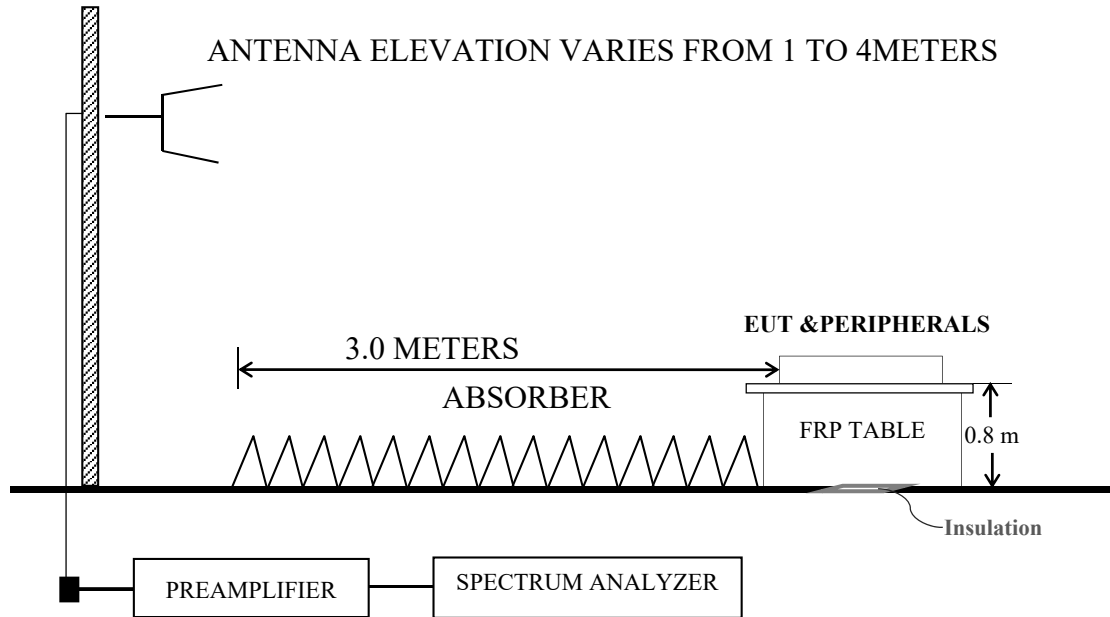 ANTENNA ELEVATION VARIES FROM 1 TO 4METERS
EUT &PERIPHERALS
3.0 METERS
ABSORBER
FRP TABLE
0.8 m
Insulation
PREAMPLIFIER
SPECTRUM ANALYZER